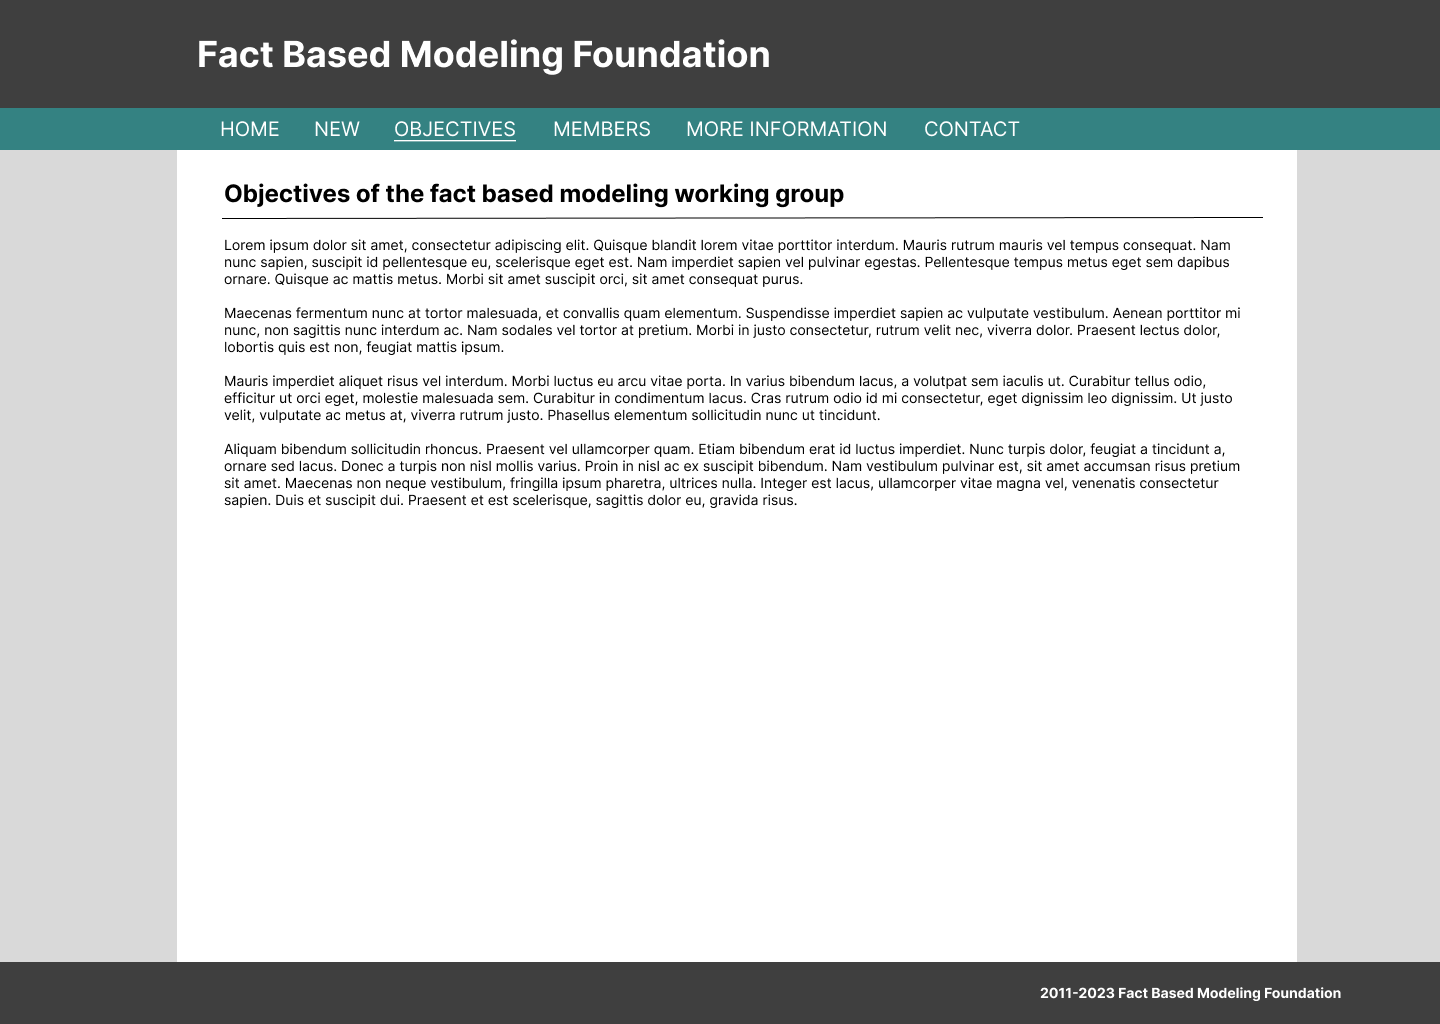 Fact Based Modeling Foundation
HOME NEW OBJECTIVES MEMBERS MORE INFORMATION CONTACT
Objectives of the fact based modeling working group
Lorem ipsum dolor sit amet, consectetur adipiscing elit. Quisque blandit lorem vitae porttitor interdum. Mauris rutrum mauris vel tempus consequat. Nam
nunc sapien, suscipit id pellentesque eu, scelerisque eget est. Nam imperdiet sapien vel pulvinar egestas. Pellentesque tempus metus eget sem dapibus
ornare. Quisque ac mattis metus. Morbi sit amet suscipit orci, sit amet consequat purus.
Maecenas fermentum nunc at tortor malesuada, et convallis quam elementum. Suspendisse imperdiet sapien ac vulputate vestibulum. Aenean porttitor mi
nunc, non sagittis nunc interdum ac. Nam sodales vel tortor at pretium. Morbi in justo consectetur, rutrum velit nec, viverra dolor. Praesent lectus dolor,
lobortis quis est non, feugiat mattis ipsum.
Mauris imperdiet aliquet risus vel interdum. Morbi luctus eu arcu vitae porta. In varius bibendum lacus, a volutpat sem iaculis ut. Curabitur tellus odio,
efficitur ut orci eget, molestie malesuada sem. Curabitur in condimentum lacus. Cras rutrum odio id mi consectetur, eget dignissim leo dignissim. Ut justo
velit, vulputate ac metus at, viverra rutrum justo. Phasellus elementum sollicitudin nunc ut tincidunt.
Aliquam bibendum sollicitudin rhoncus. Praesent vel ullamcorper quam. Etiam bibendum erat id luctus imperdiet. Nunc turpis dolor, feugiat a tincidunt a,
ornare sed lacus. Donec a turpis non nisl mollis varius. Proin in nisl ac ex suscipit bibendum. Nam vestibulum pulvinar est, sit amet accumsan risus pretium
sit amet. Maecenas non neque vestibulum, fringilla ipsum pharetra, ultrices nulla. Integer est lacus, ullamcorper vitae magna vel, venenatis consectetur
sapien. Duis et suscipit dui. Praesent et est scelerisque, sagittis dolor eu, gravida risus.
2011-2023 Fact Based Modeling Foundation